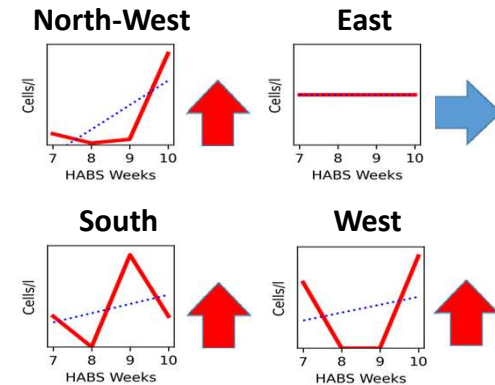 North-West
Cells/l
7 8 9 10
HABS Weeks
East
Cells/l
7 8 9 10
HABS Weeks
South
Cells/l
7 8 9 10
HABS Weeks
West
Cells/l
7 8 9 10
HABS Weeks